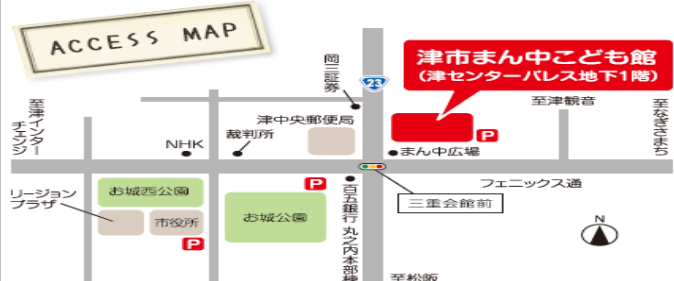 ACCESS MAP
津市まん中こども館
(津センターパレス地下1階)
岡三証券
23
至津インター
チェンジ
津中央郵便局
至津観音
至なぎさまち
NHK
裁判所
P
まん中広場
フェニックス通
リージョン
プラザ
お城西公園
P
三重会館前
市役所
お城公園
百五銀行 丸之内本部棟
N
P
至松阪